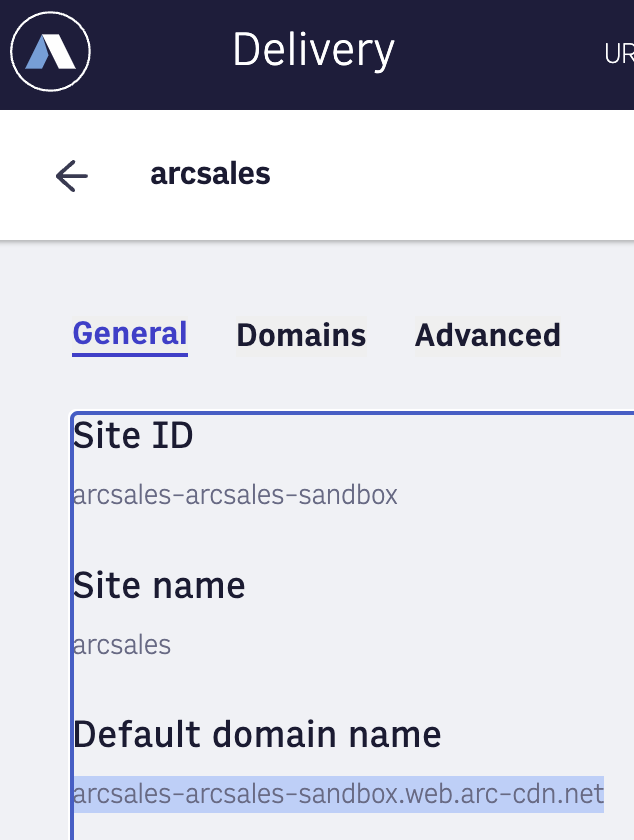 Delivery
UR
arcsales
General Domains Advanced
Site ID
arcsales-arcsales-sandbox
Site name
arcsales
Default domain name
arcsales-arcsales-sandbox.web.arc-cdn.net